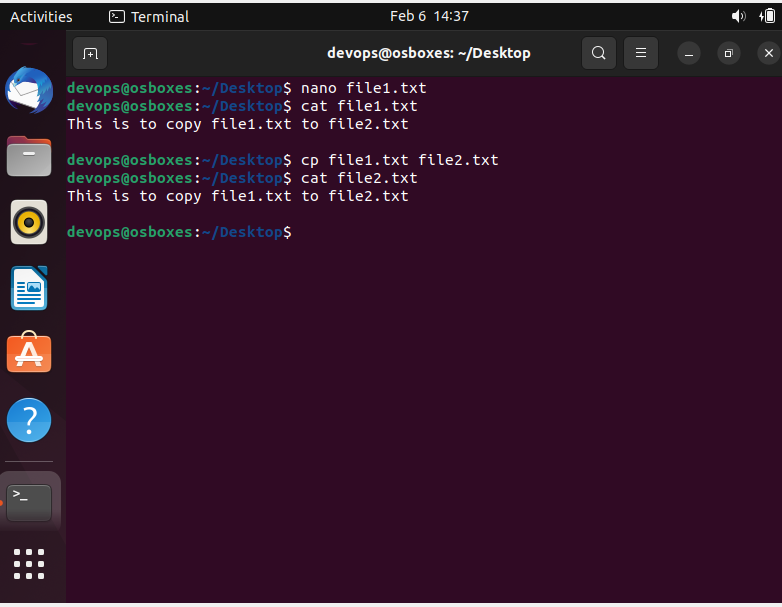 Activities Terminal Feb 6 14:37
devops@osboxes: ~/Desktop
devops@osboxes:~/Desktop$ nano file1.txt
devops@osboxes:~/Desktop$ cat file1.txt
This is to copy file1.txt to file2.txt
devops@osboxes:~/Desktop$ cp file1.txt file2.txt
devops@osboxes:~/Desktop$ cat file2.txt
This is to copy file1.txt to file2.txt
devops@osboxes:~/Desktop$